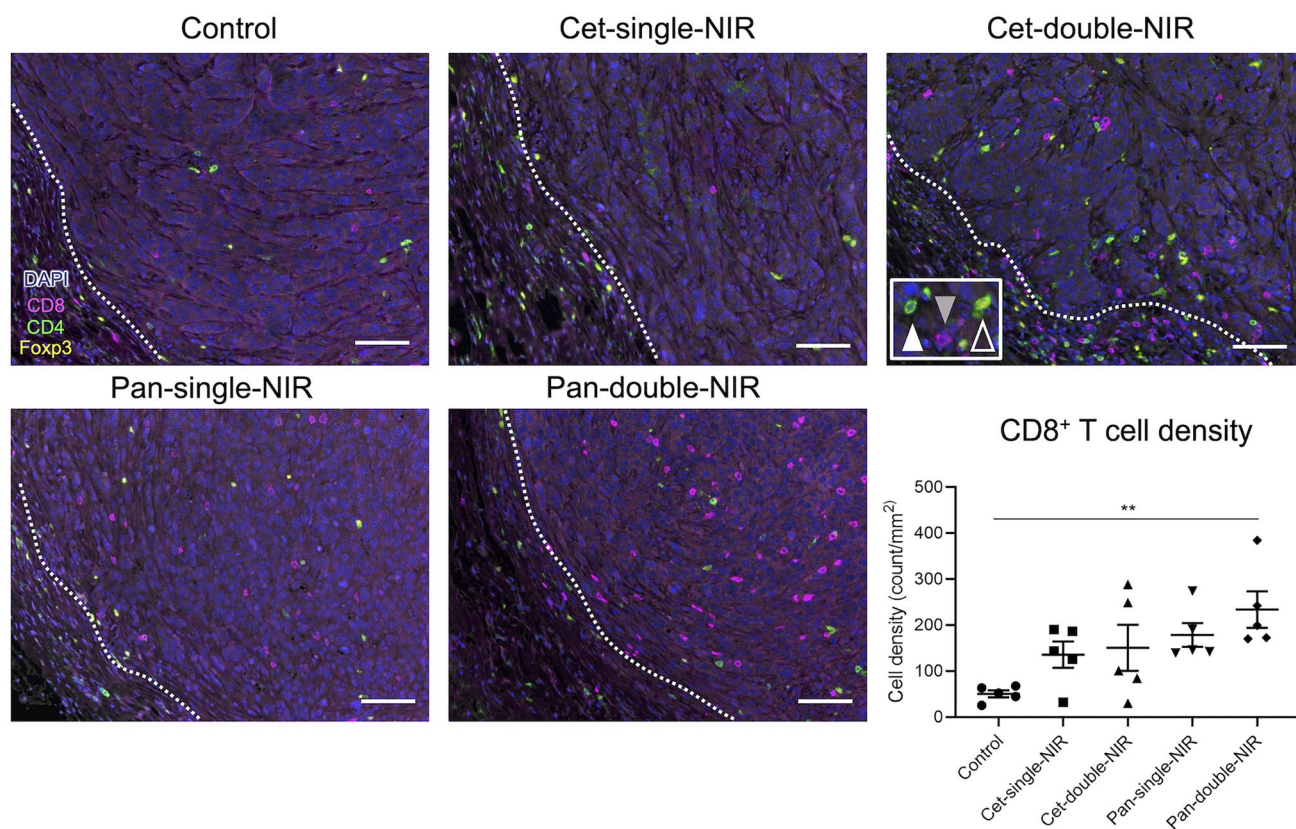 Control
Cet-single-NIR
Cet-double-NIR
DAPI
CD8
CD4
Foxp3
Pan-single-NIR
Pan-double-NIR
CD8⁺ T cell density
Cell density (count/mm²)
500
400
300
200
100
0
**
Control
Cet-single-NIR
Cet-double-NIR
Pan-single-NIR
Pan-double-NIR